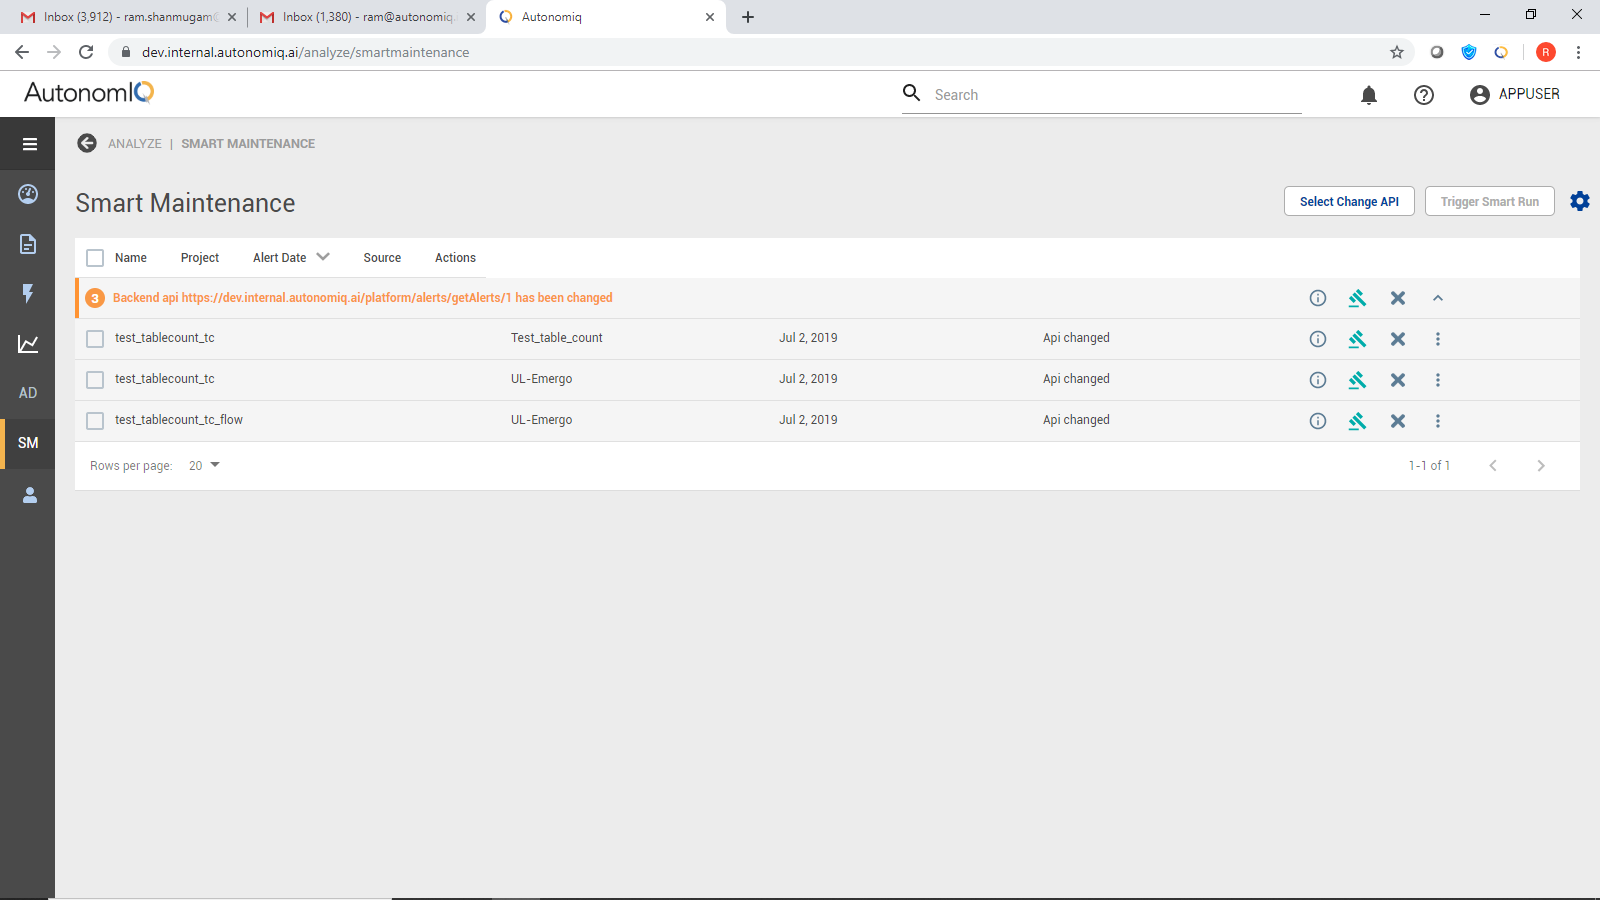 Inbox (3,912) - ram.shanmugam@
Inbox (1,380) - ram@autonomiq.
Autonomiq
dev.internal.autonomiq.ai/analyze/smartmaintenance
R
AutonomIQ
Search
APPUSER
ANALYZE | SMART MAINTENANCE
Smart Maintenance
Select Change API
Trigger Smart Run
Name Project Alert Date Source Actions
3 Backend api https://dev.internal.autonomiq.ai/platform/alerts/getAlerts/1 has been changed
test_tablecount_tc Test_table_count Jul 2, 2019 Api changed
test_tablecount_tc UL-Emergo Jul 2, 2019 Api changed
test_tablecount_tc_flow UL-Emergo Jul 2, 2019 Api changed
Rows per page: 20 1-1 of 1
AD
SM